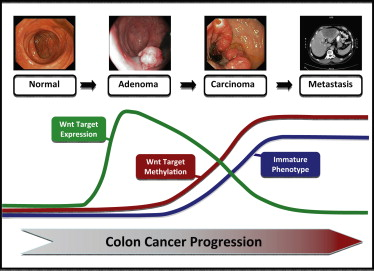 Normal
Adenoma
Carcinoma
Metastasis
Wnt Target
Expression
Wnt Target
Methylation
Immature
Phenotype
Colon Cancer Progression